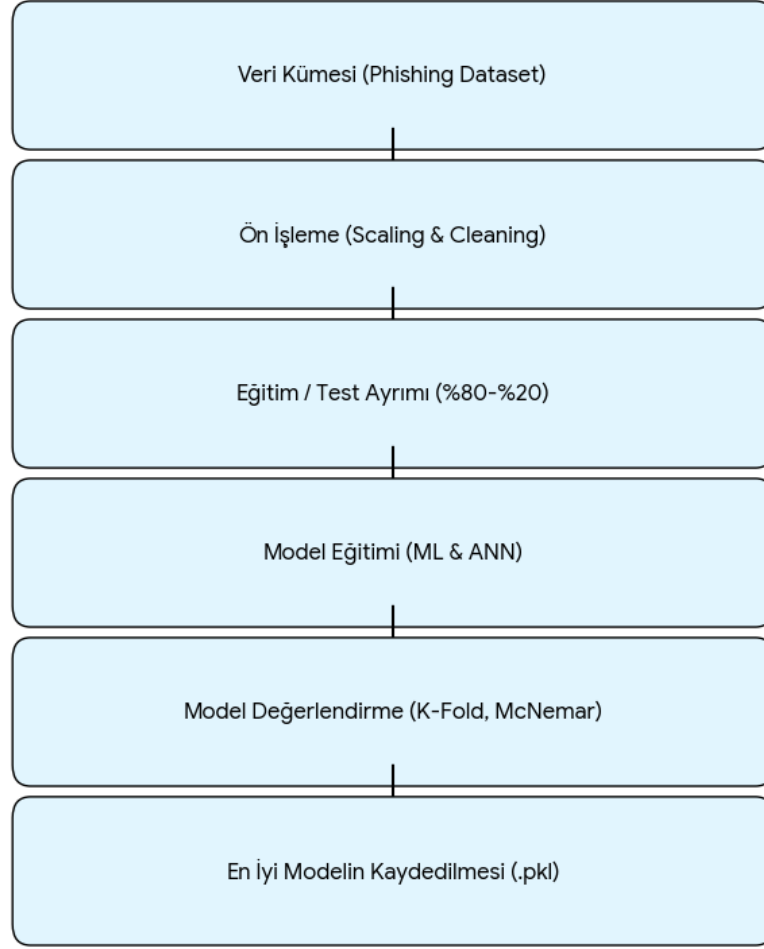 Veri Kümesi (Phishing Dataset)
Ön İşleme (Scaling & Cleaning)
Eğitim / Test Ayrımı (%80-%20)
Model Eğitimi (ML & ANN)
Model Değerlendirme (K-Fold, McNemar)
En İyi Modelin Kaydedilmesi (.pkl)